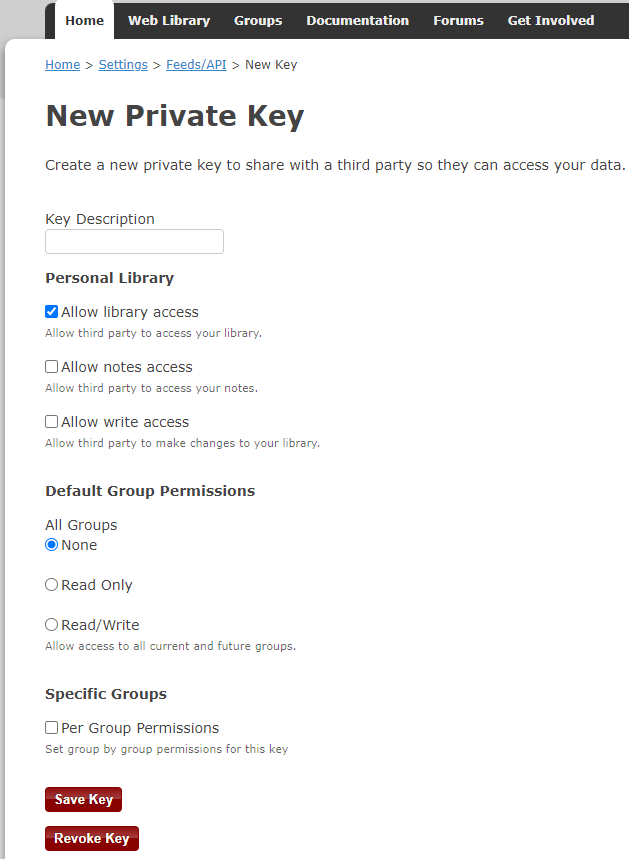 Home Web Library Groups Documentation Forums Get Involved
Home > Settings > Feeds/API > New Key
New Private Key
Create a new private key to share with a third party so they can access your data.
Key Description
Personal Library
Allow library access
Allow third party to access your library.
Allow notes access
Allow third party to access your notes.
Allow write access
Allow third party to make changes to your library.
Default Group Permissions
All Groups
None
Read Only
Read/Write
Allow access to all current and future groups.
Specific Groups
Per Group Permissions
Set group by group permissions for this key
Save Key
Revoke Key